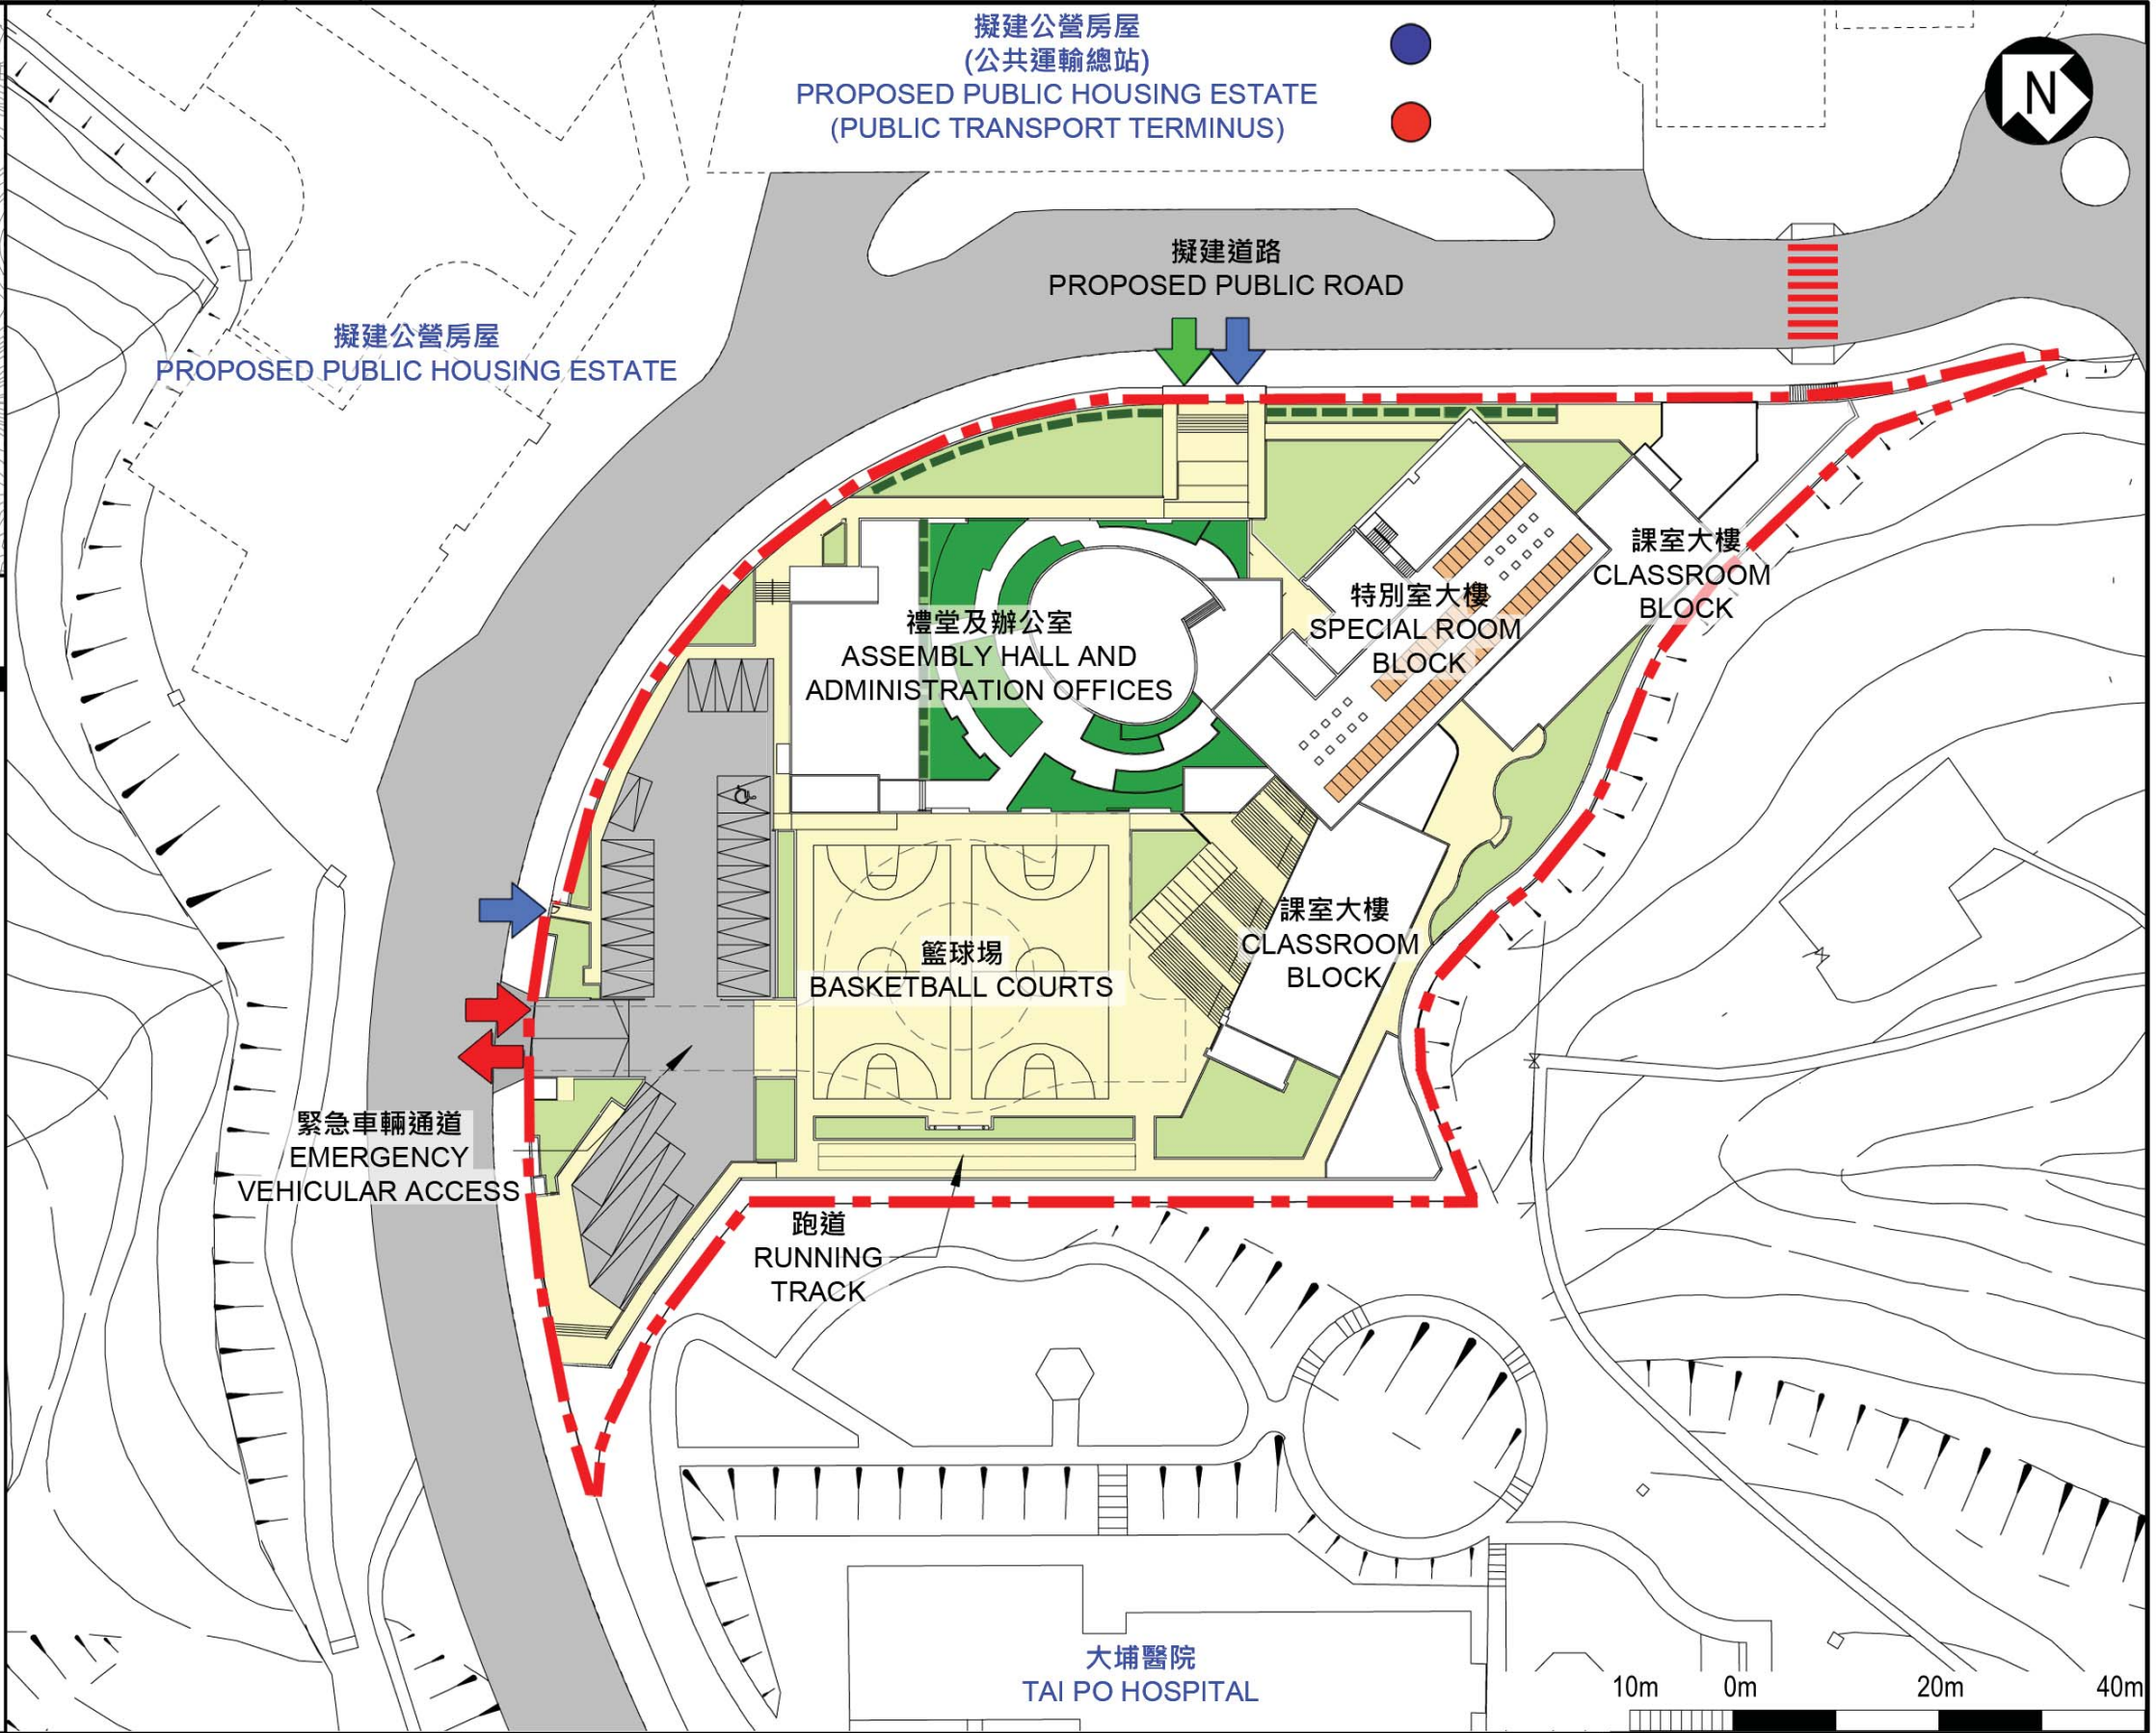 擬建公營房屋
(公共運輸總站)
PROPOSED PUBLIC HOUSING ESTATE
(PUBLIC TRANSPORT TERMINUS)
N
擬建道路
PROPOSED PUBLIC ROAD
擬建公營房屋
PROPOSED PUBLIC HOUSING ESTATE
課室大樓
CLASSROOM
BLOCK
特別室大樓
SPECIAL ROOM
BLOCK
禮堂及辦公室
ASSEMBLY HALL AND
ADMINISTRATION OFFICES
課室大樓
CLASSROOM
BLOCK
籃球場
BASKETBALL COURTS
緊急車輛通道
EMERGENCY
VEHICULAR ACCESS
跑道
RUNNING
TRACK
大埔醫院
TAI PO HOSPITAL
10m 0m 20m 40m